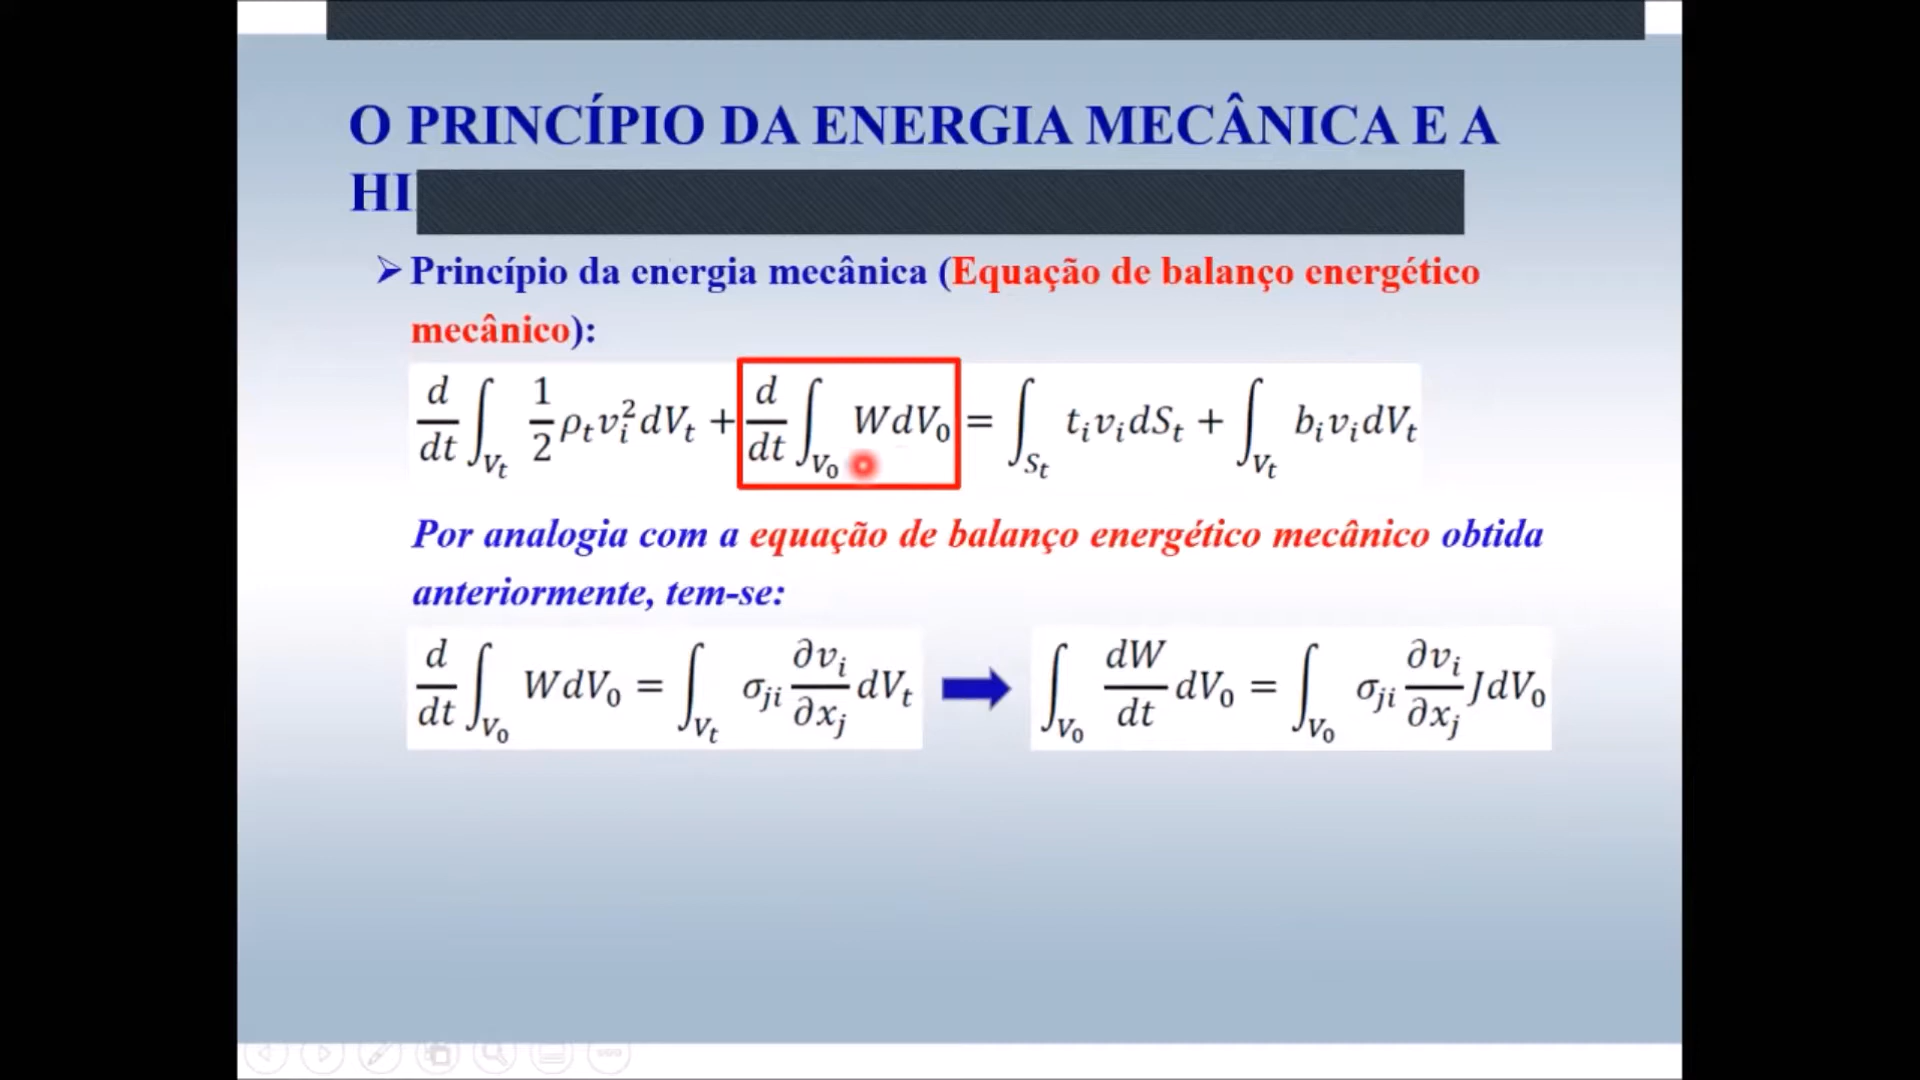 O PRINCÍPIO DA ENERGIA MECÂNICA E A
HI
➢ Princípio da energia mecânica (Equação de balanço energético
mecânico):
d/dt ∫_{V_t} 1/2 ρ_t v_i^2 dV_t + d/dt ∫_{V_0} W dV_0 = ∫_{S_t} t_i v_i dS_t + ∫_{V_t} b_i v_i dV_t
Por analogia com a equação de balanço energético mecânico obtida
anteriormente, tem-se:
d/dt ∫_{V_0} W dV_0 = ∫_{V_t} σ_{ji} ∂v_i/∂x_j dV_t ➡ ∫_{V_0} dW/dt dV_0 = ∫_{V_0} σ_{ji} ∂v_i/∂x_j J dV_0